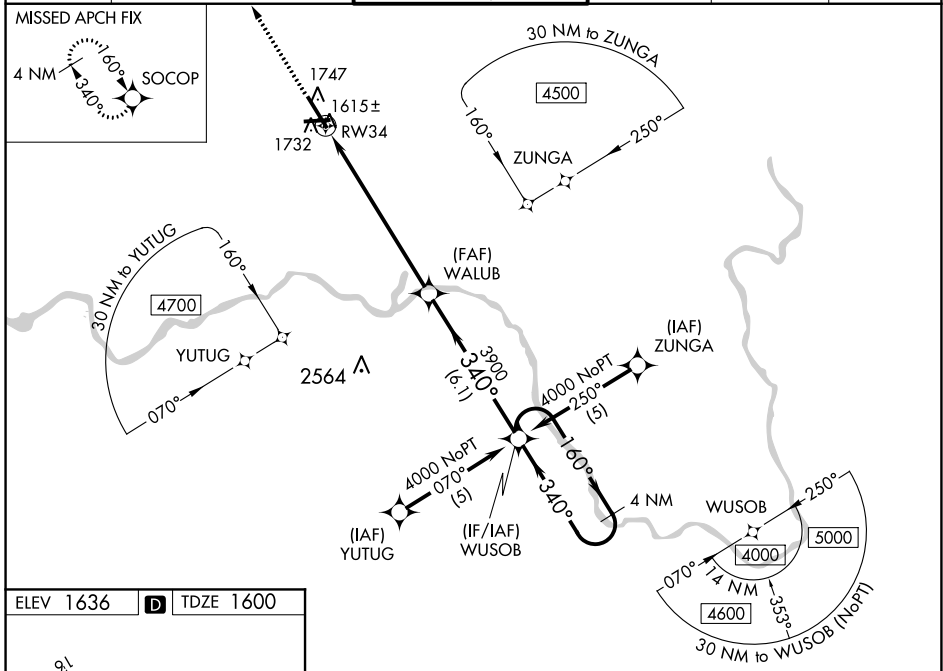 MISSED APCH FIX
4 NM
160°
340°
SOCOP
1747
1615±
1732
RW34
30 NM to ZUNGA
4500
160°
250°
ZUNGA
30 NM to YUTUG
160°
4700
YUTUG
070°
(FAF)
WALUB
2564
3900
340°
(6.1)
(IAF)
ZUNGA
4000 NoPT
250°
(5)
4000 NoPT
070°
(5)
160°
340°
4 NM
(IAF)
YUTUG
(IF/IAF)
WUSOB
WUSOB
250°
5000
4000
070°
14 NM
353°
4600
30 NM to WUSOB (NoPT)
ELEV 1636
D
TDZE 1600